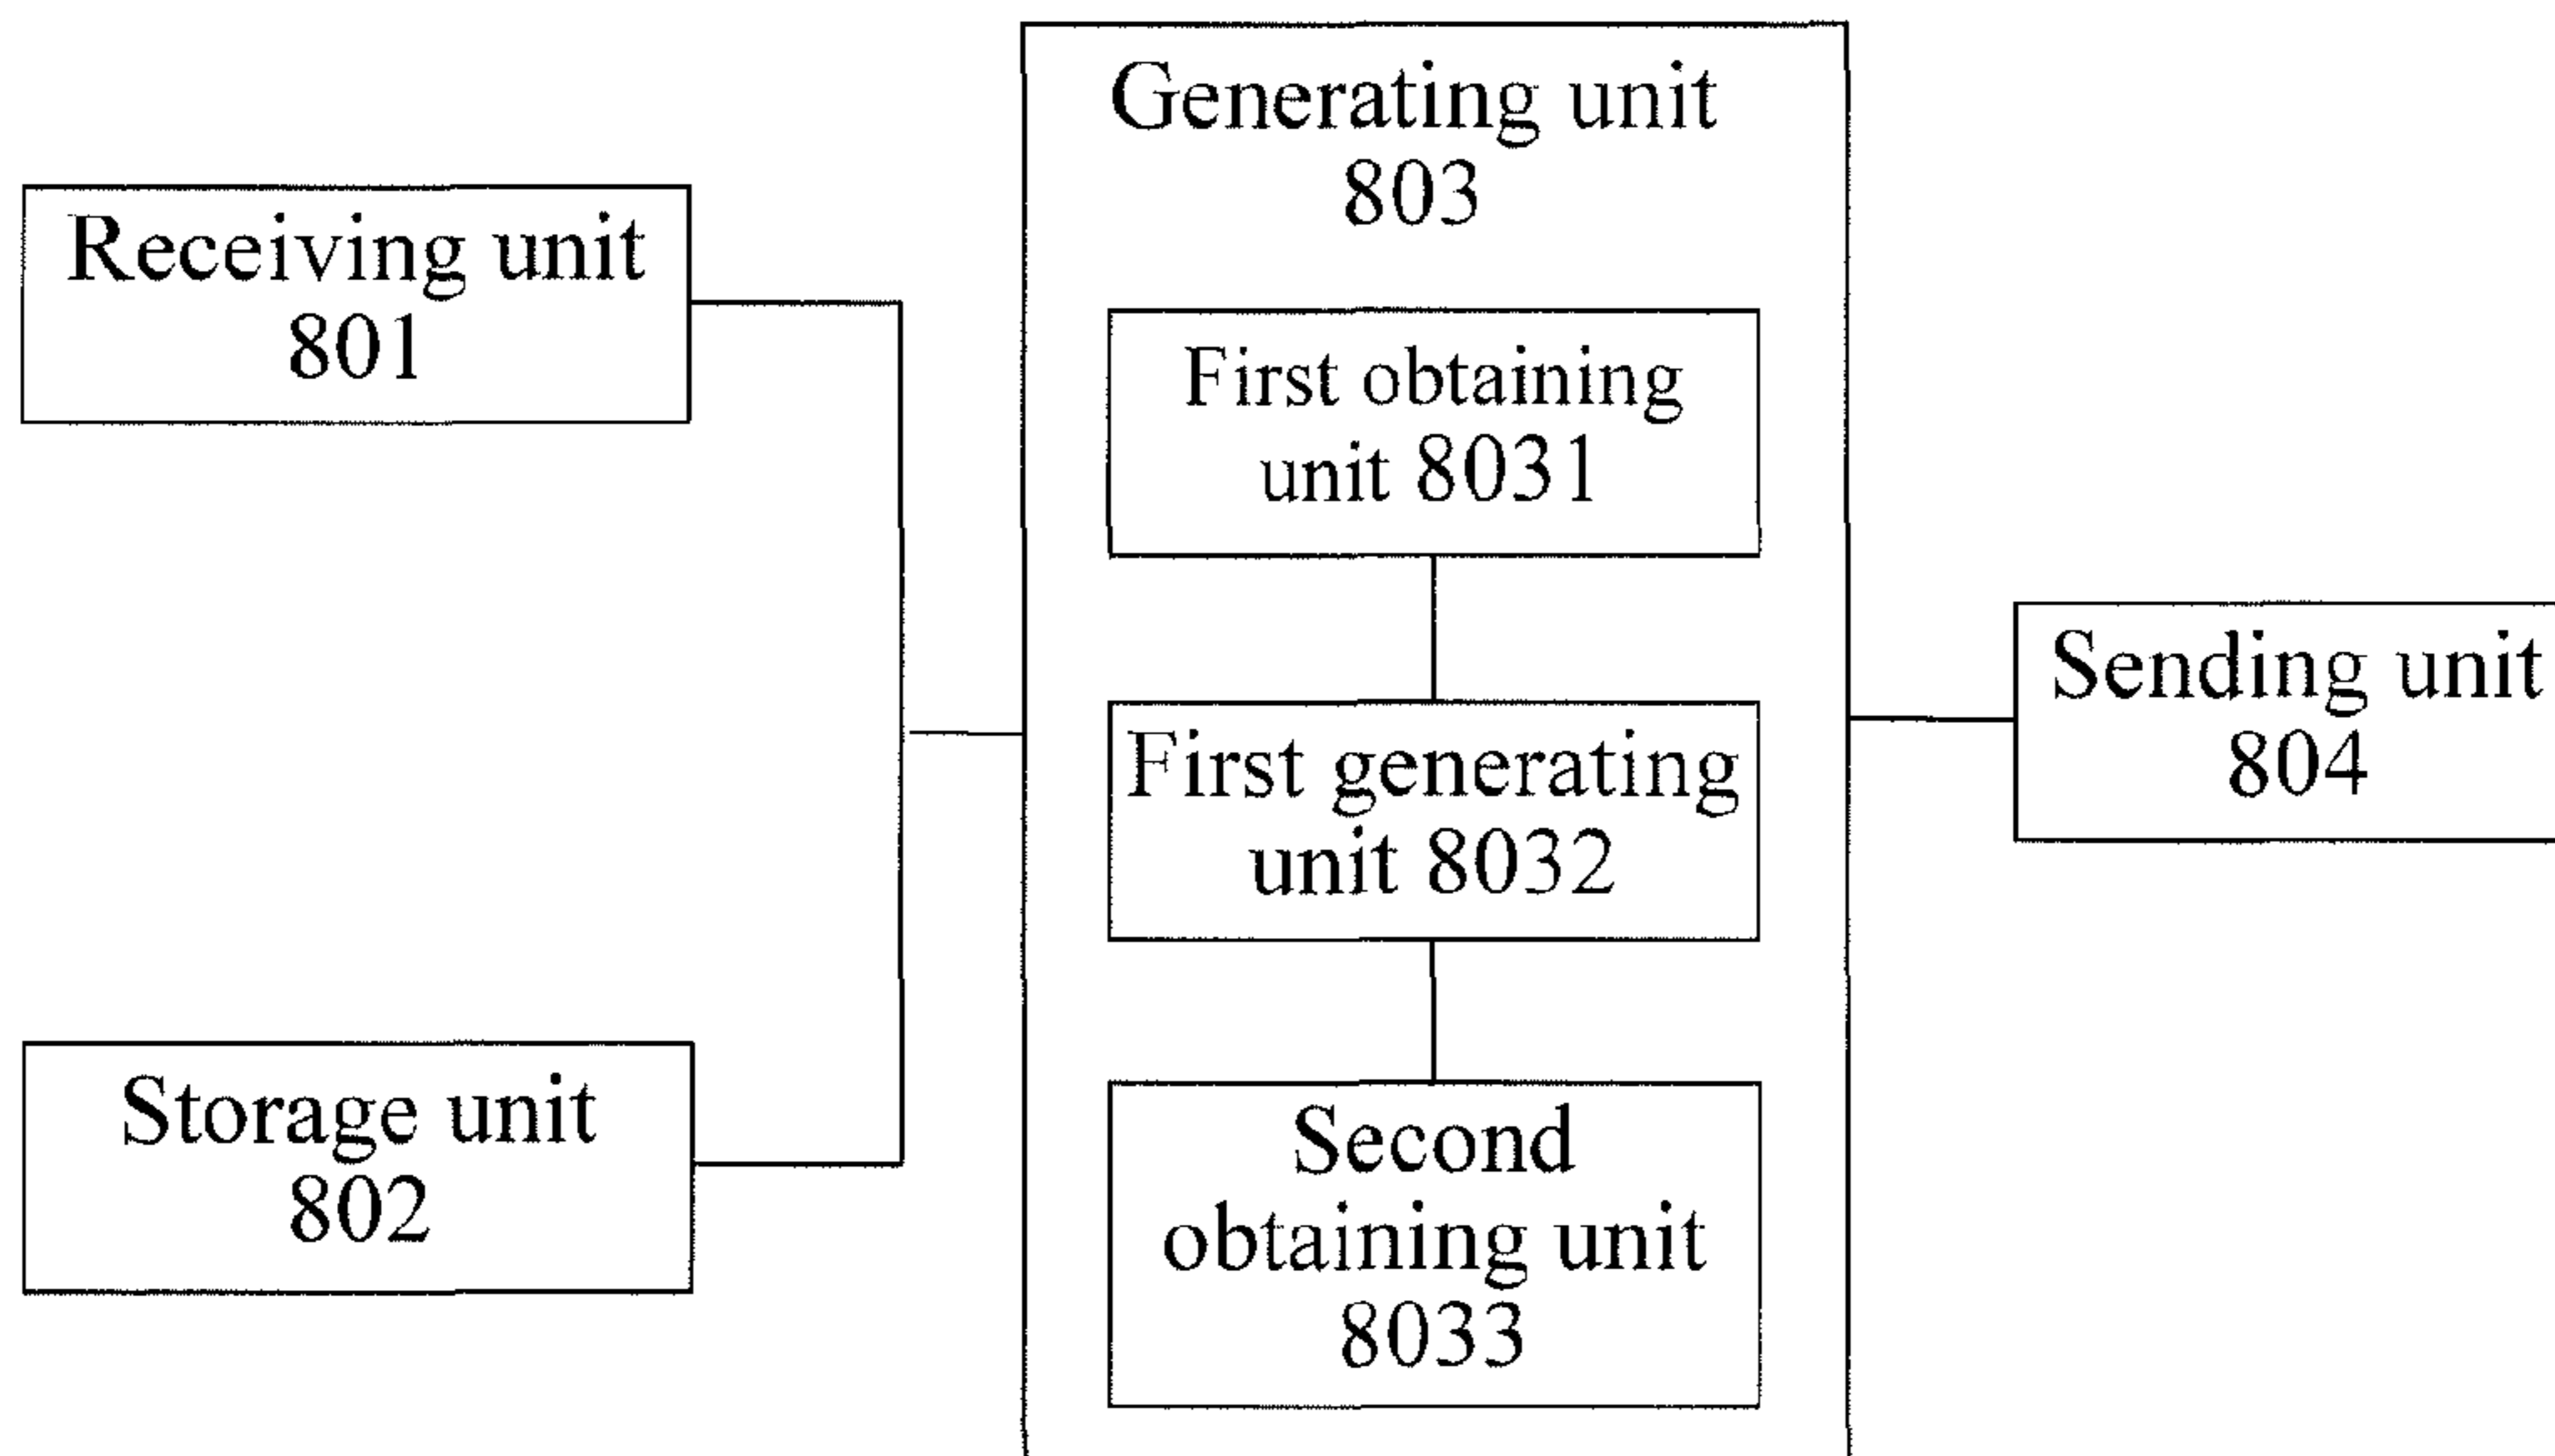 Receiving unit
801
Storage unit
802
Generating unit
803
First obtaining
unit 8031
First generating
unit 8032
Second
obtaining unit
8033
Sending unit
804